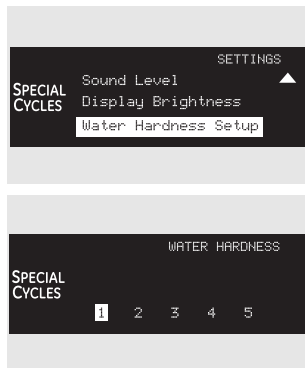 SETTINGS
Sound Level
SPECIAL
CYCLES
Display Brightness
Water Hardness Setup
WATER HARDNESS
SPECIAL
CYCLES
1 2 3 4 5